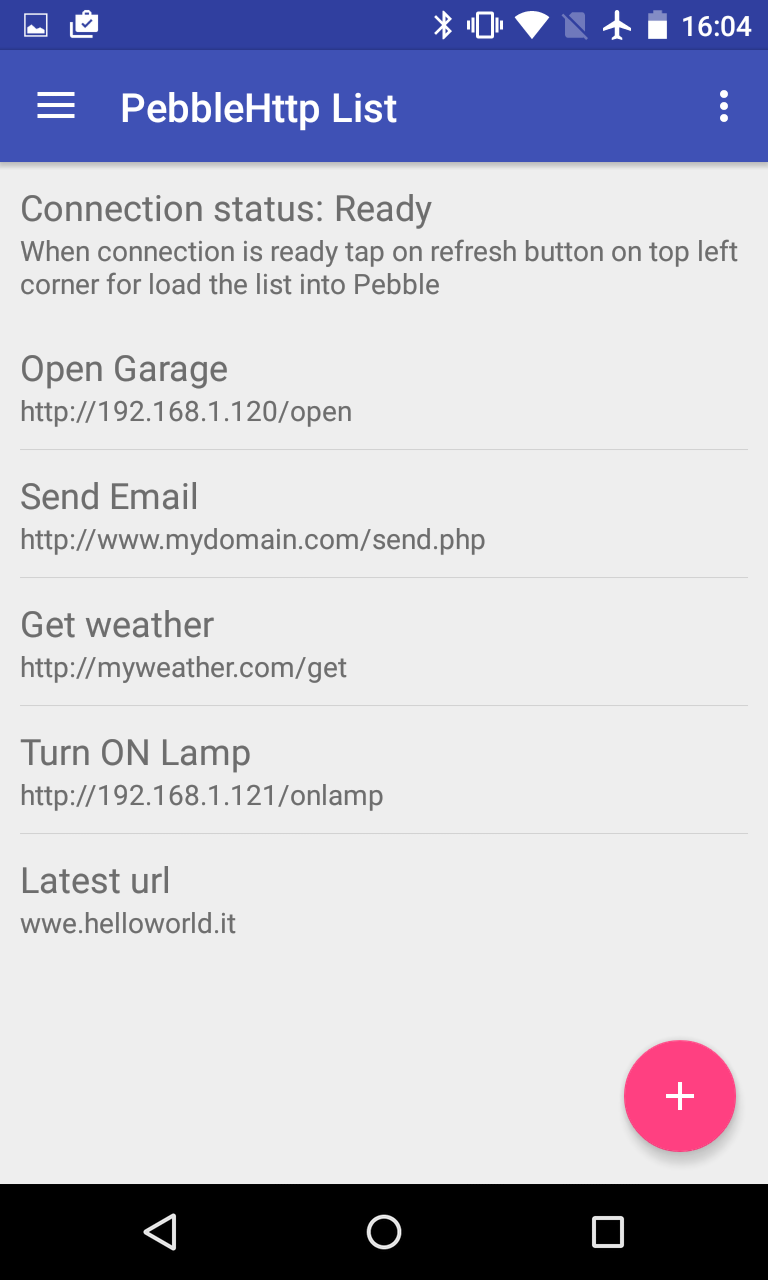 16:04
PebbleHttp List
Connection status: Ready
When connection is ready tap on refresh button on top left
corner for load the list into Pebble
Open Garage
http://192.168.1.120/open
Send Email
http://www.mydomain.com/send.php
Get weather
http://myweather.com/get
Turn ON Lamp
http://192.168.1.121/onlamp
Latest url
wwe.helloworld.it